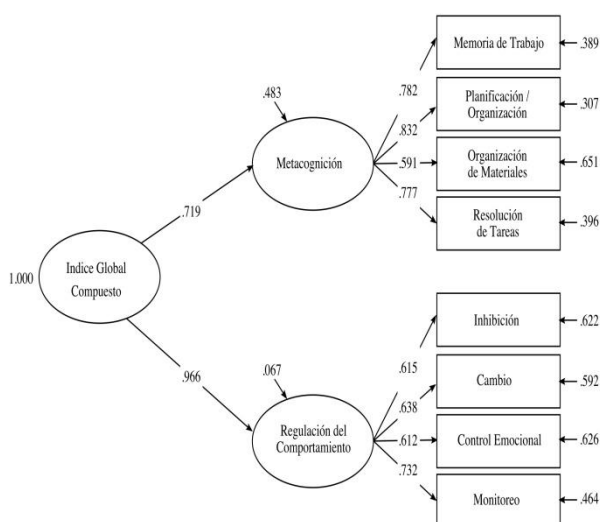 Memoria de Trabajo
.389
.782
.483
Planificación /
Organización
.307
.832
Metacognición
.591
Organización
de Materiales
.651
.777
Resolución
de Tareas
.396
.719
1.000
Indice Global
Compuesto
Inhibición
.622
.615
.966
.067
Cambio
.592
.638
Regulación del
Comportamiento
.612
Control Emocional
.626
.732
Monitoreo
.464